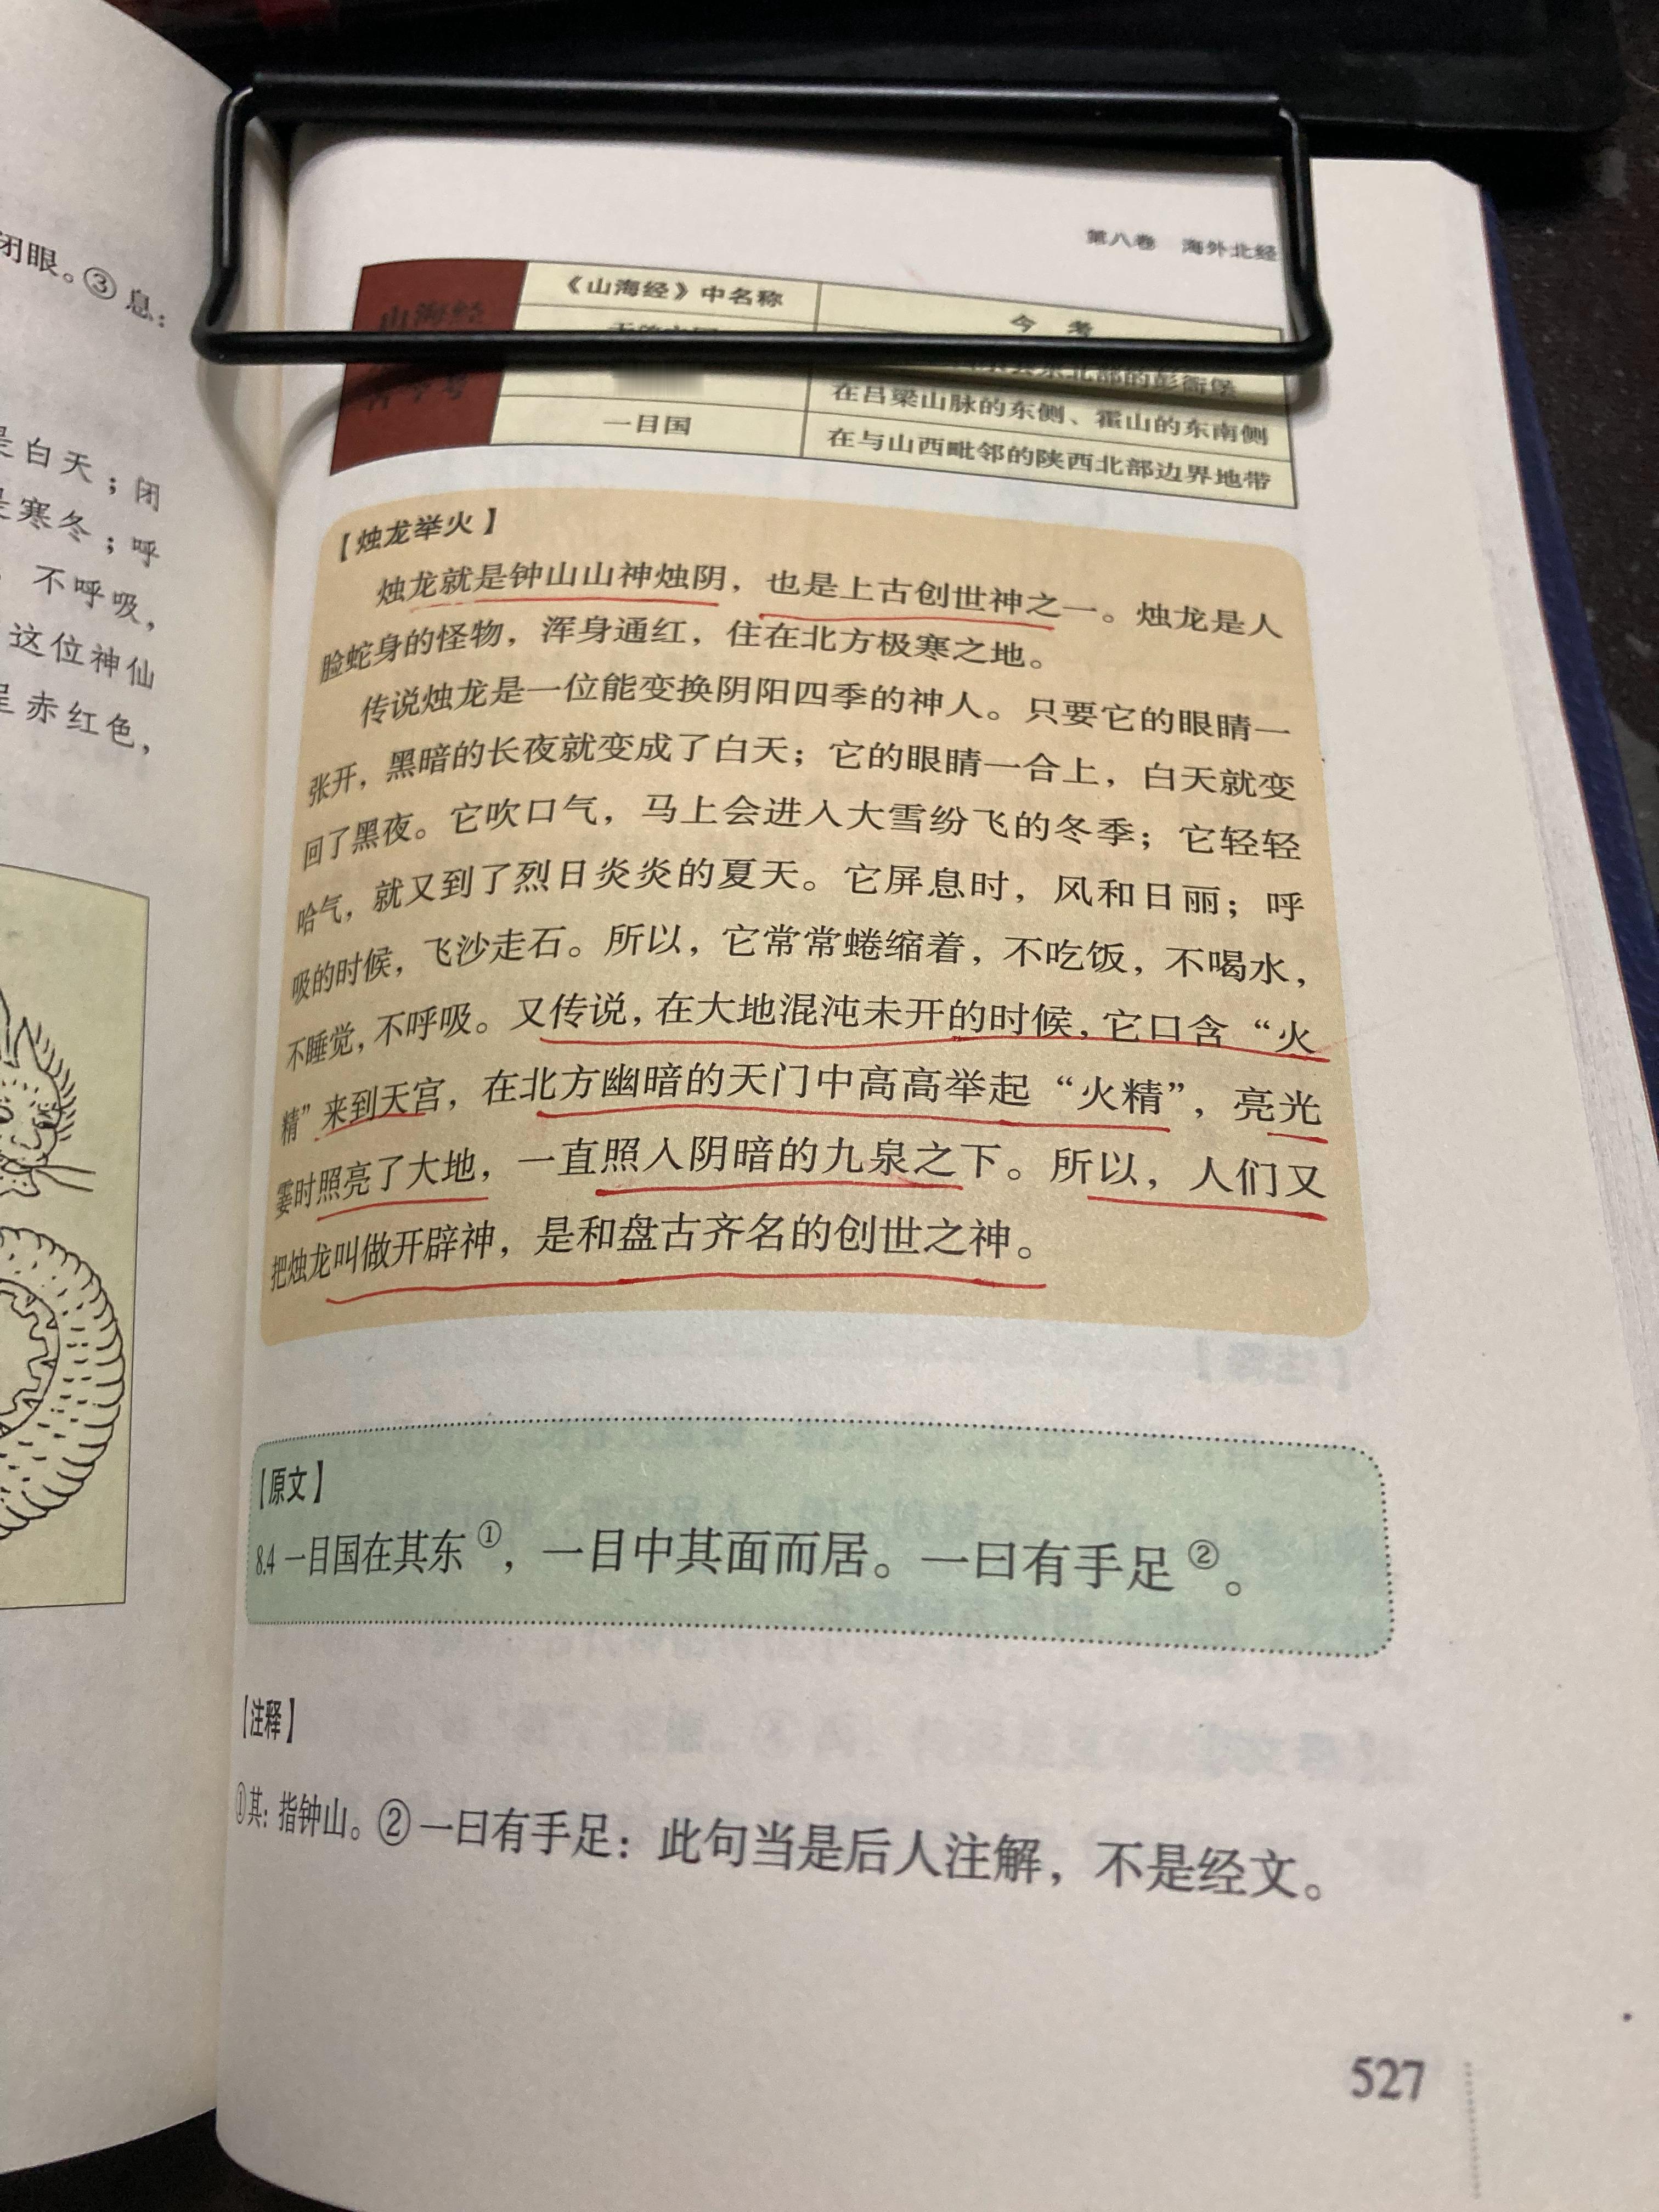 闭眼。③ 息：
是白天；闭
是寒冬；呼
，不呼吸，
这位神仙
呈赤红色，
第八卷 海外北经
山海经
《山海经》中名称
今 考
东北部的彭衙堡
在吕梁山脉的东侧、霍山的东南侧
一目国
在与山西毗邻的陕西北部边界地带
【烛龙举火】
烛龙就是钟山山神烛阴，也是上古创世神之一。烛龙是人
脸蛇身的怪物，浑身通红，住在北方极寒之地。
传说烛龙是一位能变换阴阳四季的神人。只要它的眼睛一
张开，黑暗的长夜就变成了白天；它的眼睛一合上，白天就变
回了黑夜。它吹口气，马上会进入大雪纷飞的冬季；它轻轻
哈气，就又到了烈日炎炎的夏天。它屏息时，风和日丽；呼
吸的时候，飞沙走石。所以，它常常蜷缩着，不吃饭，不喝水，
不睡觉，不呼吸。又传说，在大地混沌未开的时候，它口含“火
精”来到天宫，在北方幽暗的天门中高高举起“火精”，亮光
霎时照亮了大地，一直照入阴暗的九泉之下。所以，人们又
把烛龙叫做开辟神，是和盘古齐名的创世之神。
【原文】
8.4 一目国在其东①，一目中其面而居。一曰有手足②。
【注释】
①其：指钟山。②一曰有手足：此句当是后人注解，不是经文。
527